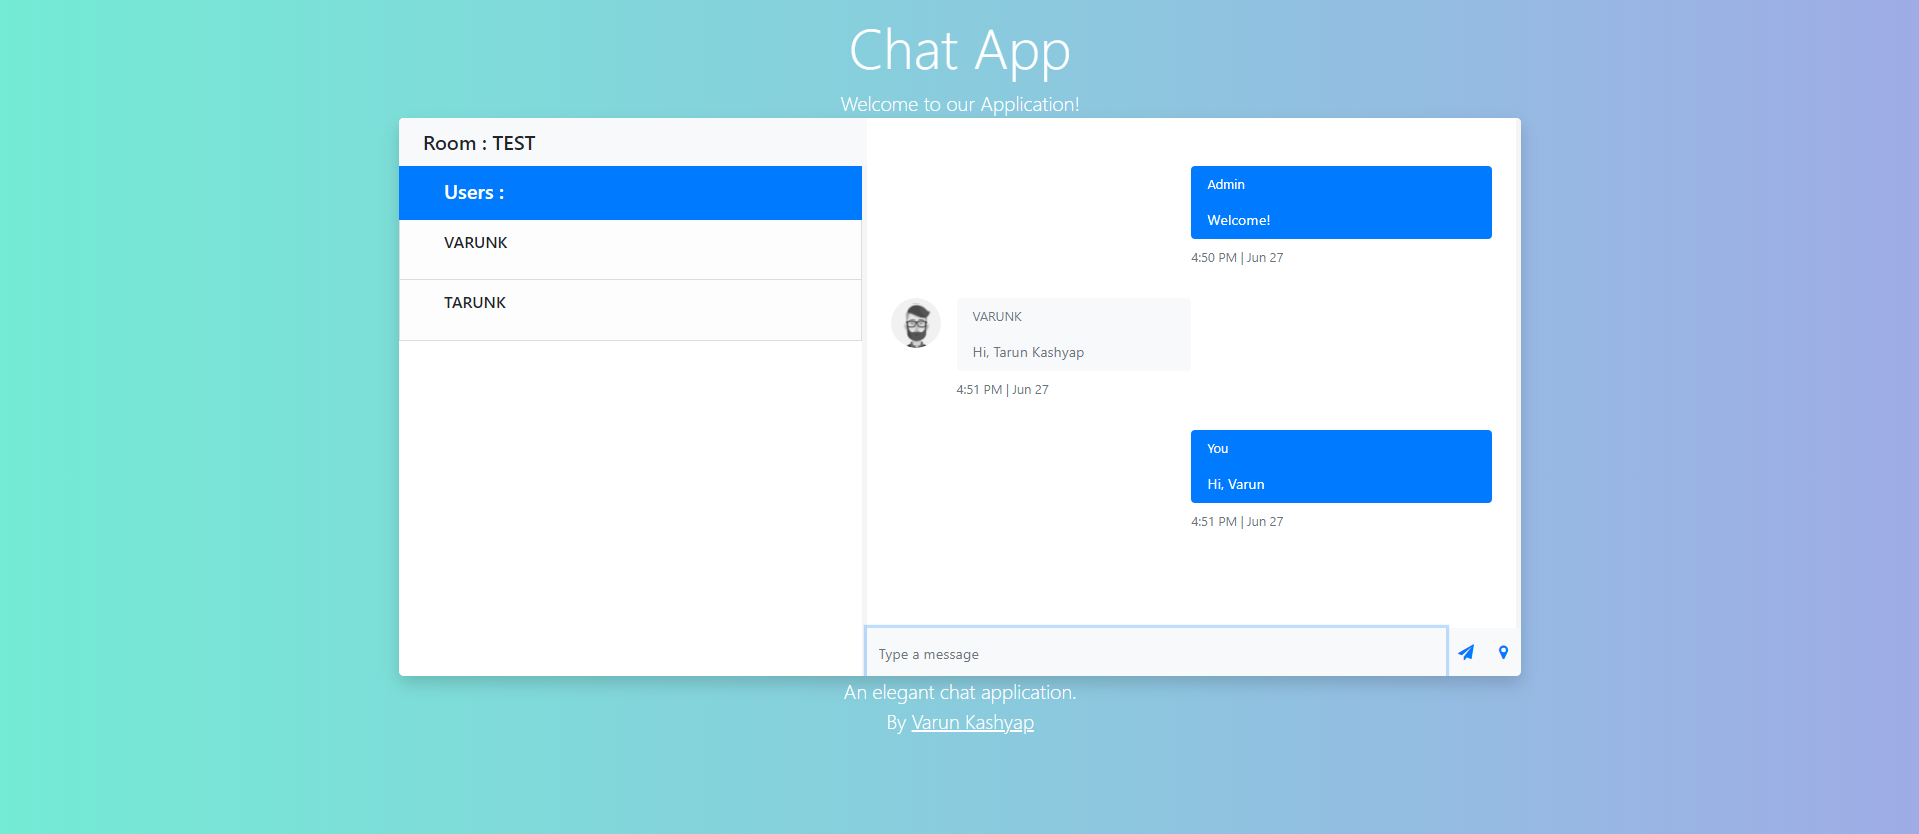 Chat App
Welcome to our Application!
Room : TEST
Users :
VARUNK
TARUNK
Admin
Welcome!
4:50 PM | Jun 27
VARUNK
Hi, Tarun Kashyap
4:51 PM | Jun 27
You
Hi, Varun
4:51 PM | Jun 27
Type a message
An elegant chat application.
By Varun Kashyap